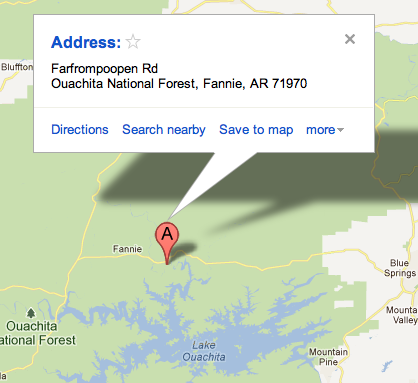 Address:
Farfrompoopen Rd
Ouachita National Forest, Fannie, AR 71970
Directions Search nearby Save to map more
Bluffton
A
Fannie
Blue
Springs
Ouachita
National Forest
Lake
Ouachita
Mountain
Valley
Mountain
Pine